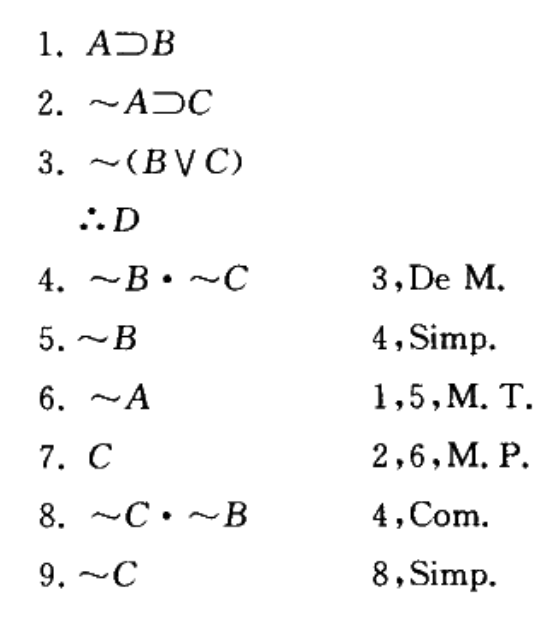 1. A⊃B
2. ～A⊃C
3. ～(B∨C)
∴D
4. ～B・～C 3,De M.
5. ～B 4,Simp.
6. ～A 1,5,M. T.
7. C 2,6,M. P.
8. ～C・～B 4,Com.
9. ～C 8,Simp.